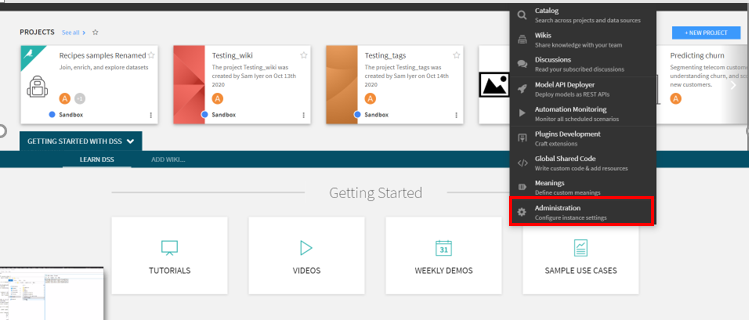 PROJECTS See all >
+ NEW PROJECT
Recipes samples Renamed
Join, enrich, and explore datasets
A +1
Sandbox
Testing_wiki
The project Testing_wiki was
created by Sam Iyer on Oct 13th
2020
A
Sandbox
Testing_tags
The project Testing_tags was
created by Sam Iyer on Oct 14th
2020
A
Sandbox
Predicting churn
Segmenting telecom custom
understanding churn, and sco
new customers.
A
Catalog
Search across projects and data sources
Wikis
Share knowledge with your team
Discussions
Read your subscribed discussions
Model API Deployer
Deploy models as REST APIs
Automation Monitoring
Monitor all scheduled scenarios
Plugins Development
Craft extensions
Global Shared Code
Write custom code & add resources
Meanings
Define custom meanings
Administration
Configure instance settings
GETTING STARTED WITH DSS
LEARN DSS ADD WIKI...
Getting Started
TUTORIALS
VIDEOS
31
WEEKLY DEMOS
SAMPLE USE CASES